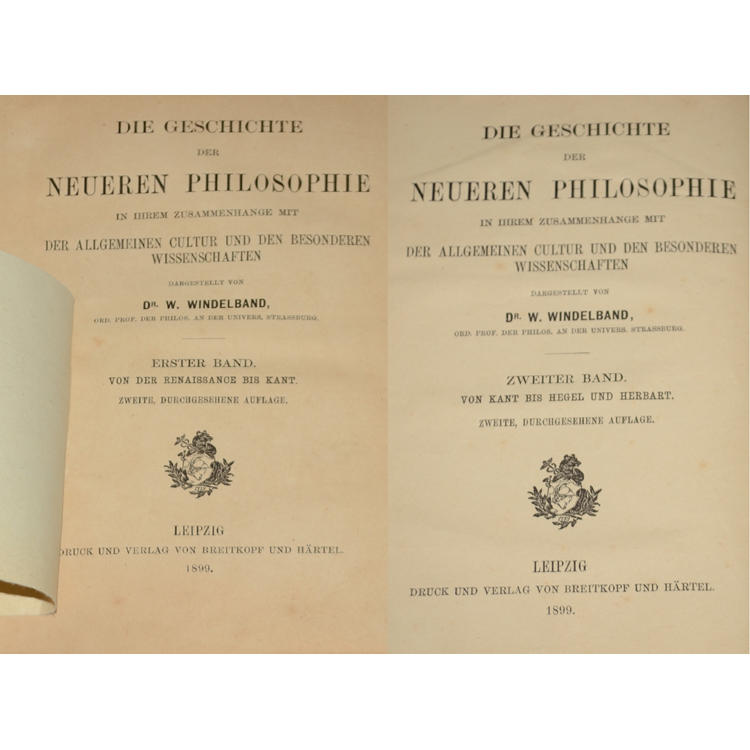 DIE GESCHICHTE
DER
NEUEREN PHILOSOPHIE
IN IHREM ZUSAMMENHANGE MIT
DER ALLGEMEINEN CULTUR UND DEN BESONDEREN
WISSENSCHAFTEN
DARGESTELLT VON
DR. W. WINDELBAND,
ORD. PROF. DER PHILOS. AN DER UNIVERS. STRASSBURG.
ERSTER BAND.
VON DER RENAISSANCE BIS KANT.
ZWEITE, DURCHGESEHENE AUFLAGE.
LEIPZIG
DRUCK UND VERLAG VON BREITKOPF UND HÄRTEL.
1899.
DIE GESCHICHTE
DER
NEUEREN PHILOSOPHIE
IN IHREM ZUSAMMENHANGE MIT
DER ALLGEMEINEN CULTUR UND DEN BESONDEREN
WISSENSCHAFTEN
DARGESTELLT VON
DR. W. WINDELBAND,
ORD. PROF. DER PHILOS. AN DER UNIVERS. STRASSBURG.
ZWEITER BAND.
VON KANT BIS HEGEL UND HERBART.
ZWEITE, DURCHGESEHENE AUFLAGE.
LEIPZIG
DRUCK UND VERLAG VON BREITKOPF UND HÄRTEL.
1899.